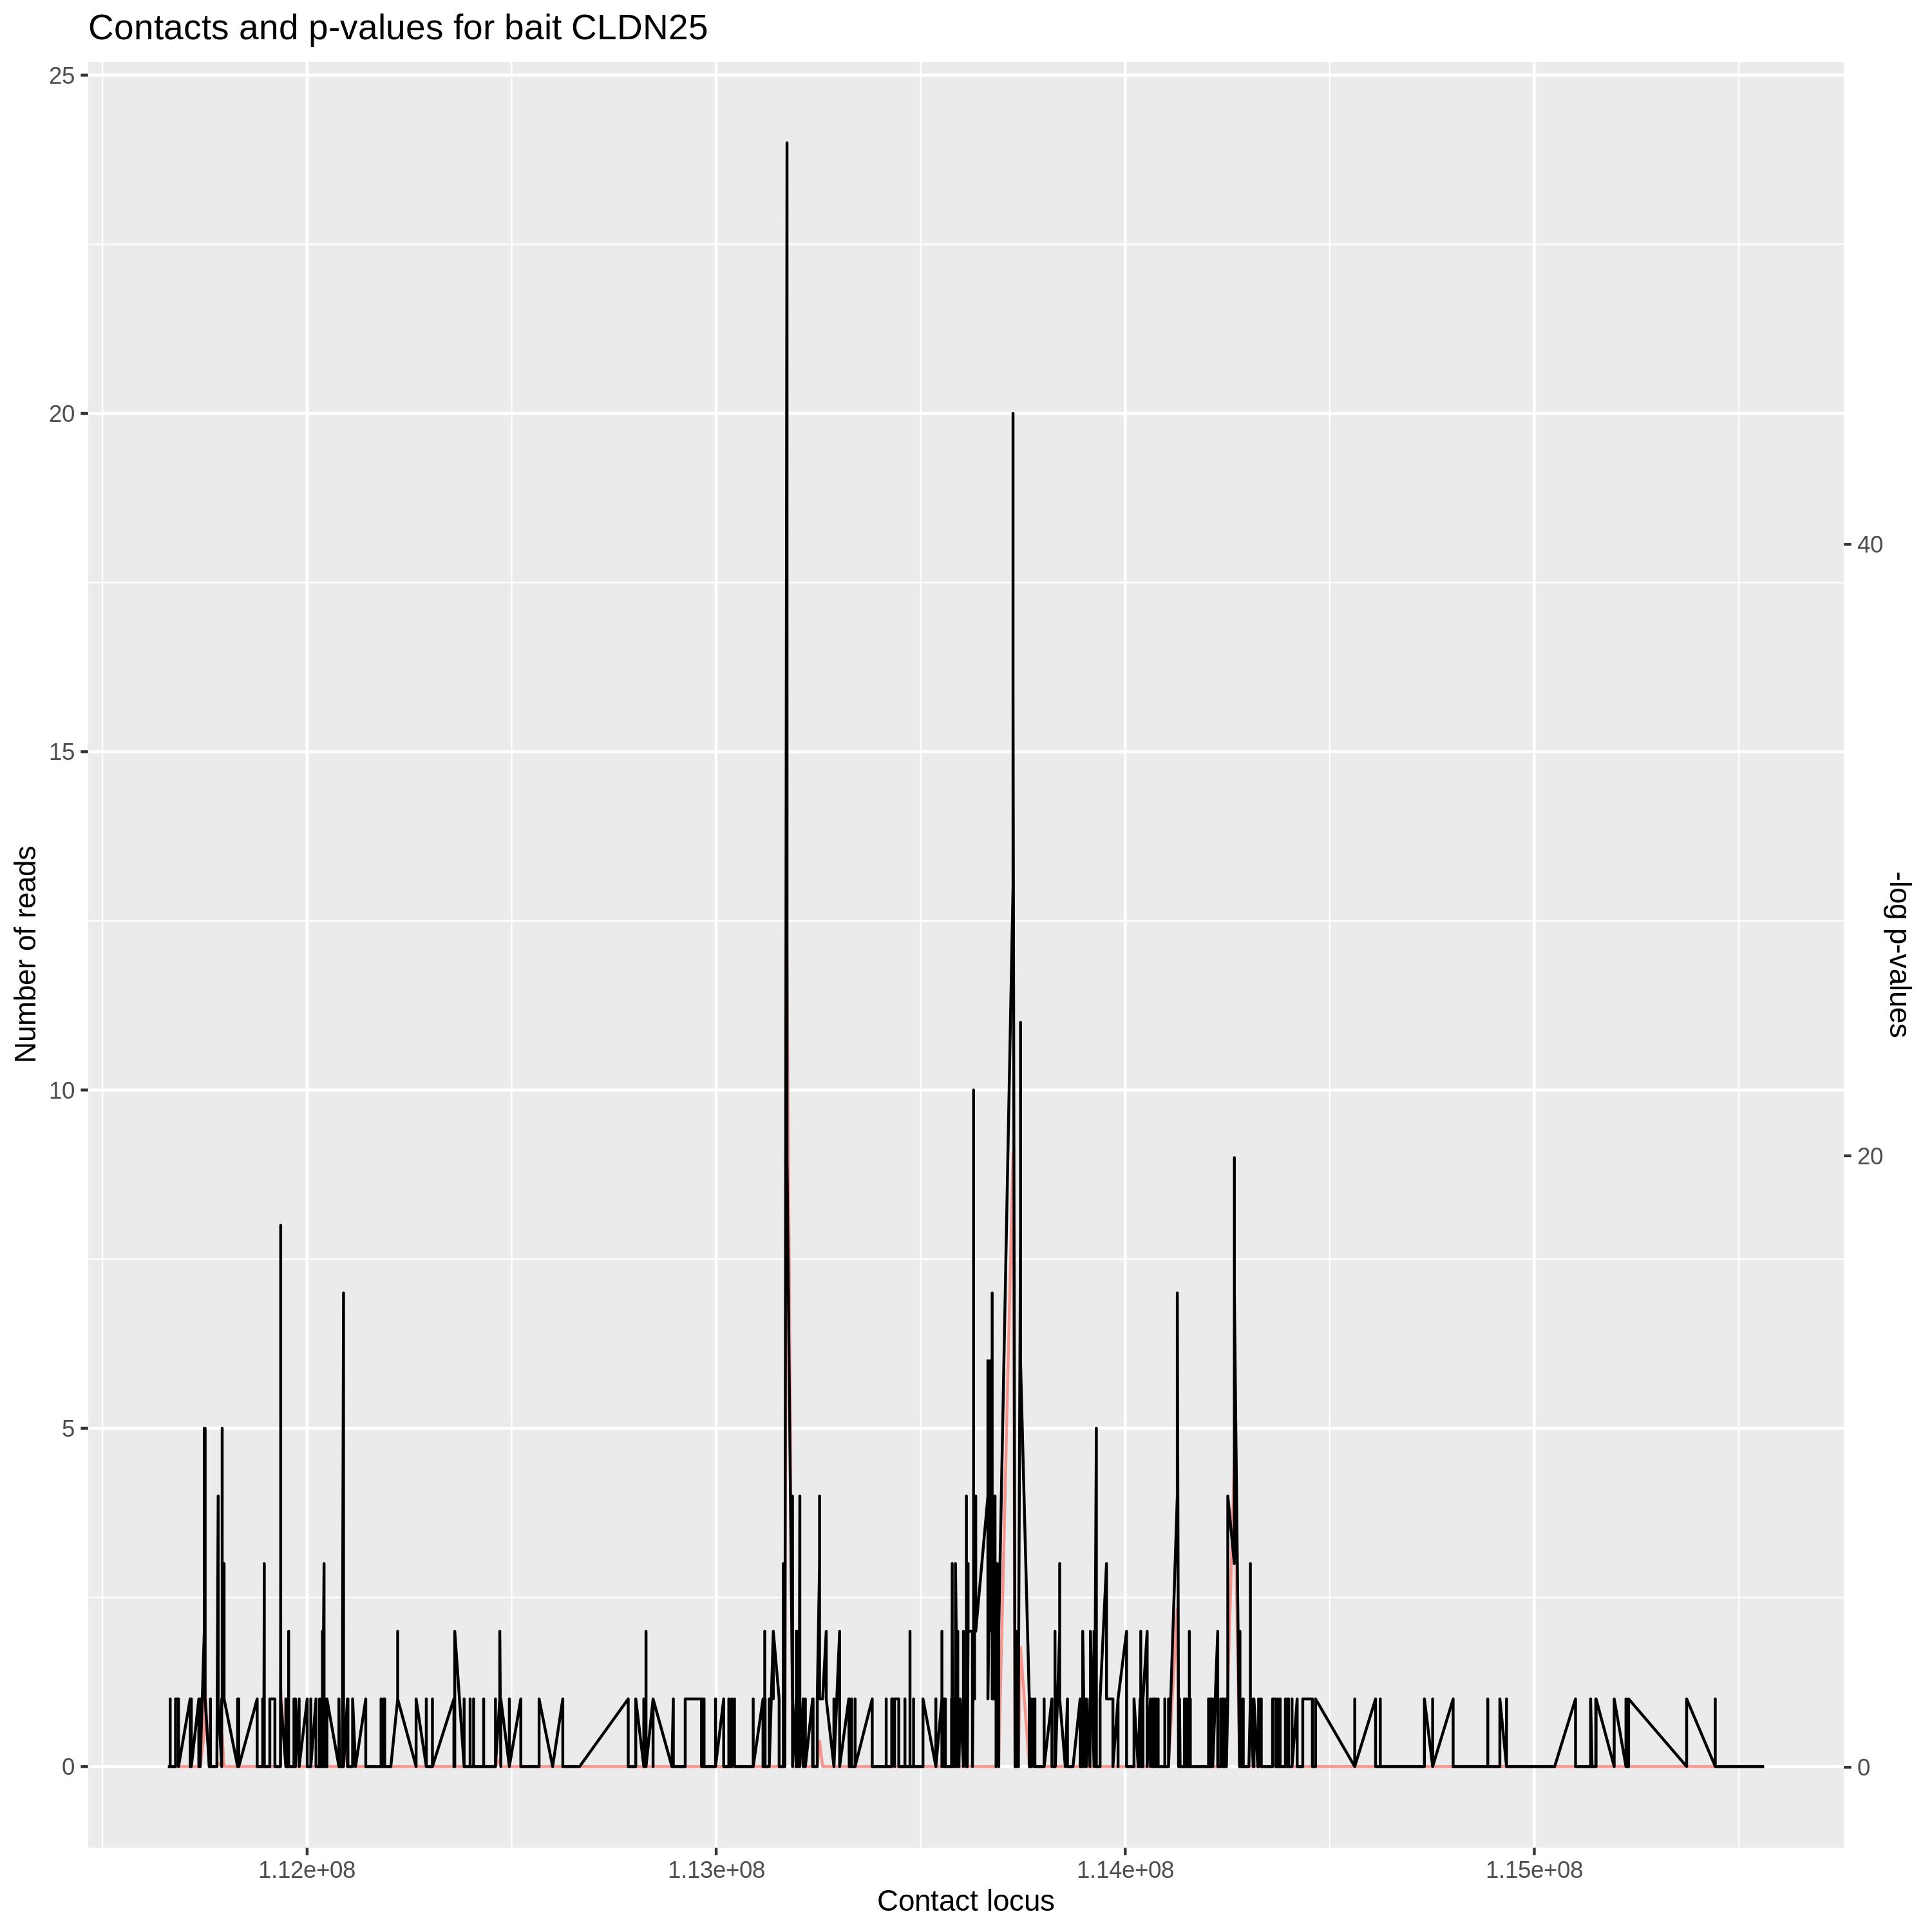 Contacts and p-values for bait CLDN25
25
20
15
10
5
0
Number of reads
40
20
0
-log p-values
1.12e+08
1.13e+08
1.14e+08
1.15e+08
Contact locus